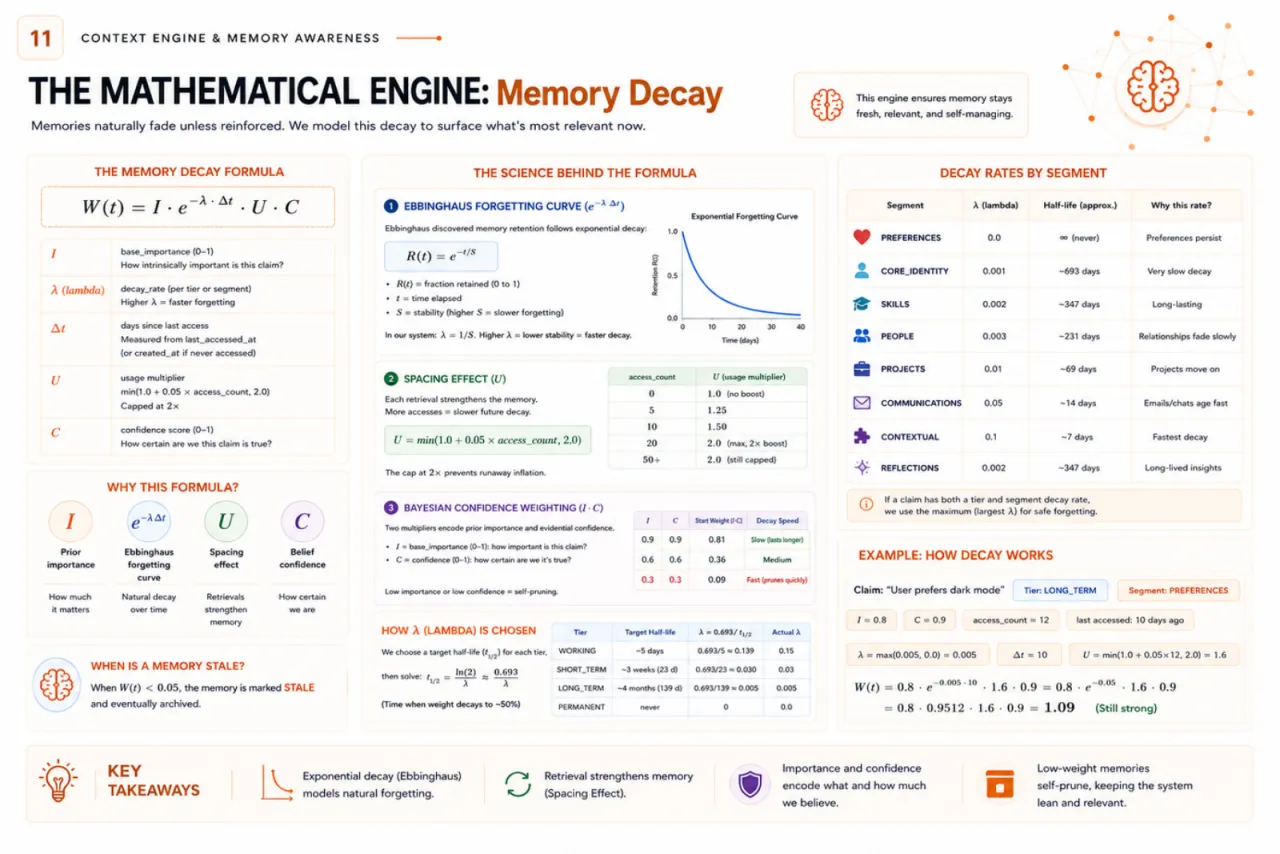 11
CONTEXT ENGINE & MEMORY AWARENESS
THE MATHEMATICAL ENGINE: Memory Decay
Memories naturally fade unless reinforced. We model this decay to surface what's most relevant now.
This engine ensures memory stays
fresh, relevant, and self-managing.
THE MEMORY DECAY FORMULA
W(t) = I · e^{-λ · Δt} · U · C
I
base_importance (0–1)
How intrinsically important is this claim?
λ (lambda)
decay_rate (per tier or segment)
Higher λ = faster forgetting
Δt
days since last access
Measured from last_accessed_at
(or created_at if never accessed)
U
usage multiplier
min(1.0 + 0.05 × access_count, 2.0)
Capped at 2×
C
confidence score (0–1)
How certain are we this claim is true?
WHY THIS FORMULA?
I
Prior
importance
How much
it matters
e^{-λ Δt}
Ebbinghaus
forgetting
curve
Natural decay
over time
U
Spacing
effect
Retrievals
strengthen
memory
C
Belief
confidence
How certain
we are
WHEN IS A MEMORY STALE?
When W(t) < 0.05, the memory is marked STALE
and eventually archived.
THE SCIENCE BEHIND THE FORMULA
1 EBBINGHAUS FORGETTING CURVE (e^{-λ Δt})
Ebbinghaus discovered memory retention follows exponential decay:
R(t) = e^{-t/S}
• R(t) = fraction retained (0 to 1)
• t = time elapsed
• S = stability (higher S = slower forgetting)
In our system: λ = 1/S. Higher λ = lower stability = faster decay.
Exponential Forgetting Curve
Retention R(t)
1.0
0.5
0.0
0 10 20 30 40
Time (days)
2 SPACING EFFECT (U)
Each retrieval strengthens the memory.
More accesses = slower future decay.
U = min(1.0 + 0.05 × access_count, 2.0)
The cap at 2× prevents runaway inflation.
access_count U (usage multiplier)
0 1.0 (no boost)
5 1.25
10 1.50
20 2.0 (max, 2× boost)
50+ 2.0 (still capped)
3 BAYESIAN CONFIDENCE WEIGHTING (I · C)
Two multipliers encode prior importance and evidential confidence.
• I = base_importance (0–1): how important is this claim?
• C = confidence (0–1): how certain are we it's true?
Low importance or low confidence = self-pruning.
I C Start Weight (I·C) Decay Speed
0.9 0.9 0.81 Slow (lasts longer)
0.6 0.6 0.36 Medium
0.3 0.3 0.09 Fast (prunes quickly)
HOW λ (LAMBDA) IS CHOSEN
We choose a target half-life (t_{1/2}) for each tier,
then solve: t_{1/2} = ln(2)/λ ≈ 0.693/λ
(Time when weight decays to ~50%)
Tier Target Half-life λ = 0.693/ t_{1/2} Actual λ
WORKING ~5 days 0.693/5 ≈ 0.139 0.15
SHORT_TERM ~3 weeks (23 d) 0.693/23 ≈ 0.030 0.03
LONG_TERM ~4 months (139 d) 0.693/139 ≈ 0.005 0.005
PERMANENT never 0 0.0
DECAY RATES BY SEGMENT
Segment λ (lambda) Half-life (approx.) Why this rate?
PREFERENCES 0.0 ∞ (never) Preferences persist
CORE_IDENTITY 0.001 ~693 days Very slow decay
SKILLS 0.002 ~347 days Long-lasting
PEOPLE 0.003 ~231 days Relationships fade slowly
PROJECTS 0.01 ~69 days Projects move on
COMMUNICATIONS 0.05 ~14 days Emails/chats age fast
CONTEXTUAL 0.1 ~7 days Fastest decay
REFLECTIONS 0.002 ~347 days Long-lived insights
If a claim has both a tier and segment decay rate,
we use the maximum (largest λ) for safe forgetting.
EXAMPLE: HOW DECAY WORKS
Claim: "User prefers dark mode" Tier: LONG_TERM Segment: PREFERENCES
I = 0.8 C = 0.9 access_count = 12 last accessed: 10 days ago
λ = max(0.005, 0.0) = 0.005 Δt = 10 U = min(1.0 + 0.05×12, 2.0) = 1.6
W(t) = 0.8 · e^{-0.005 · 10} · 1.6 · 0.9 = 0.8 · e^{-0.05} · 1.6 · 0.9
= 0.8 · 0.9512 · 1.6 · 0.9 = 1.09 (Still strong)
KEY
TAKEAWAYS
Exponential decay (Ebbinghaus)
models natural forgetting.
Retrieval strengthens memory
(Spacing Effect).
Importance and confidence
encode what and how much
we believe.
Low-weight memories
self-prune, keeping the system
lean and relevant.